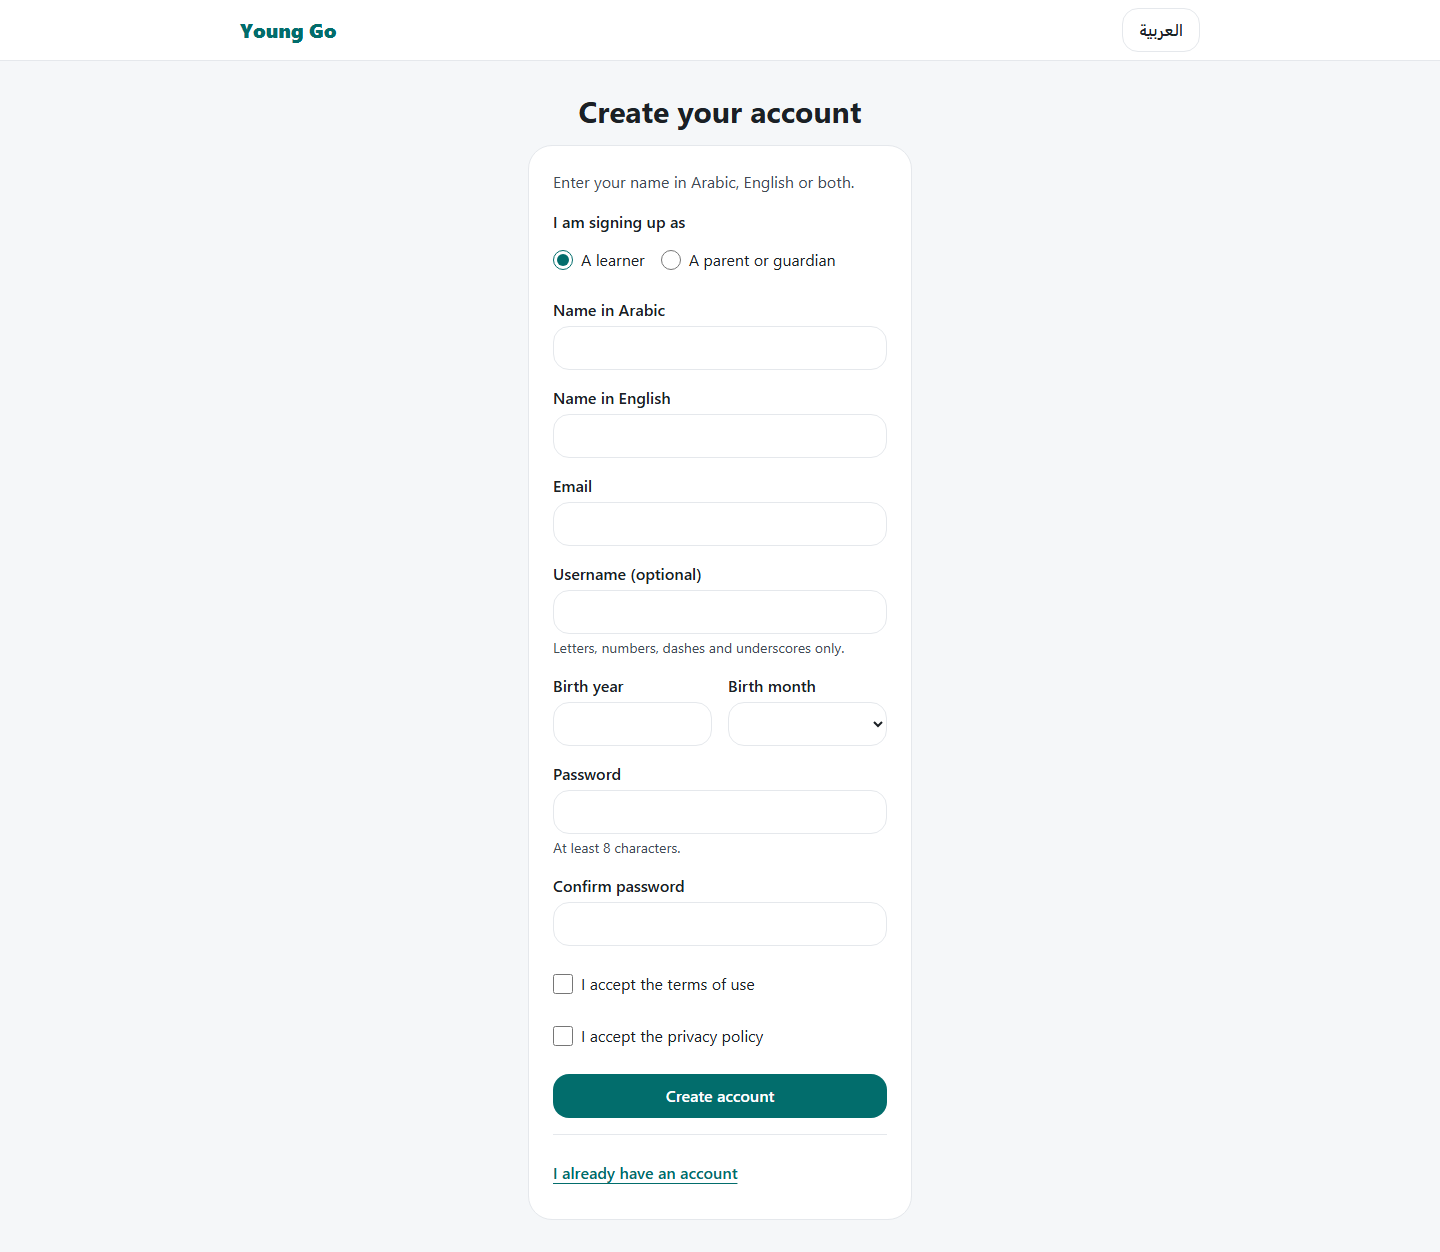 Young Go
العربية
Create your account
Enter your name in Arabic, English or both.
I am signing up as
A learner
A parent or guardian
Name in Arabic
Name in English
Email
Username (optional)
Letters, numbers, dashes and underscores only.
Birth year
Birth month
Password
At least 8 characters.
Confirm password
I accept the terms of use
I accept the privacy policy
Create account
I already have an account